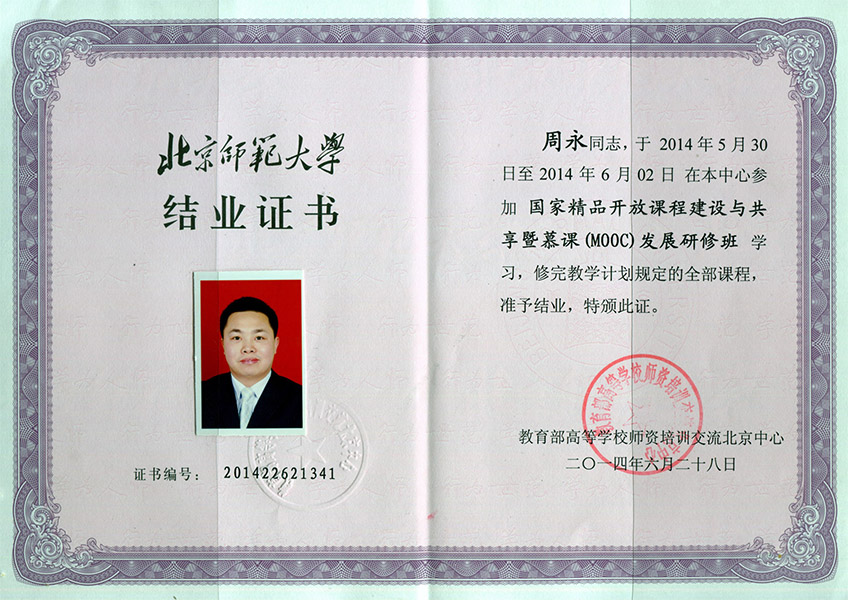 北京师範大学
结业证书
证书编号：201422621341
周永同志，于 2014 年 5 月 30
日至 2014 年 6 月 02 日 在本中心参
加 国家精品开放课程建设与共
享暨慕课(MOOC)发展研修班 学
习，修完教学计划规定的全部课程，
准予结业，特颁此证。
教育部高等学校师资培训交流北京中心
二〇一四年六月二十八日